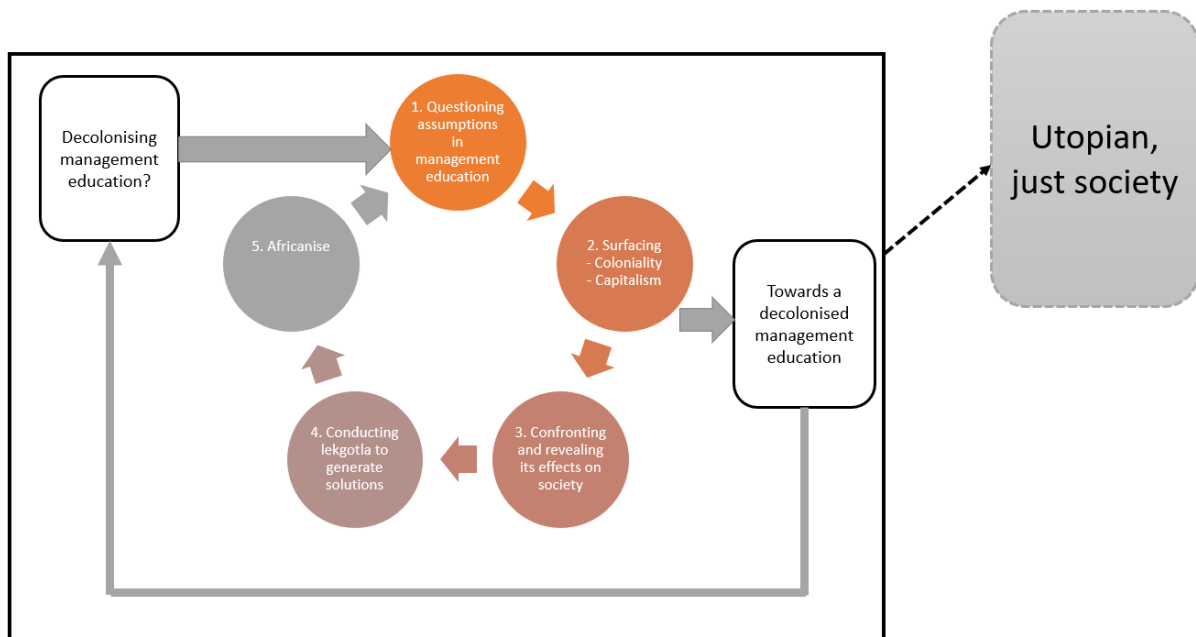 Decolonising
management
education?
1. Questioning
assumptions
in
management
education
2. Surfacing
- Coloniality
- Capitalism
3. Confronting
and revealing
its effects on
society
4. Conducting
lekgotla to
generate
solutions
5. Africanise
Towards a
decolonised
management
education
Utopian,
just society